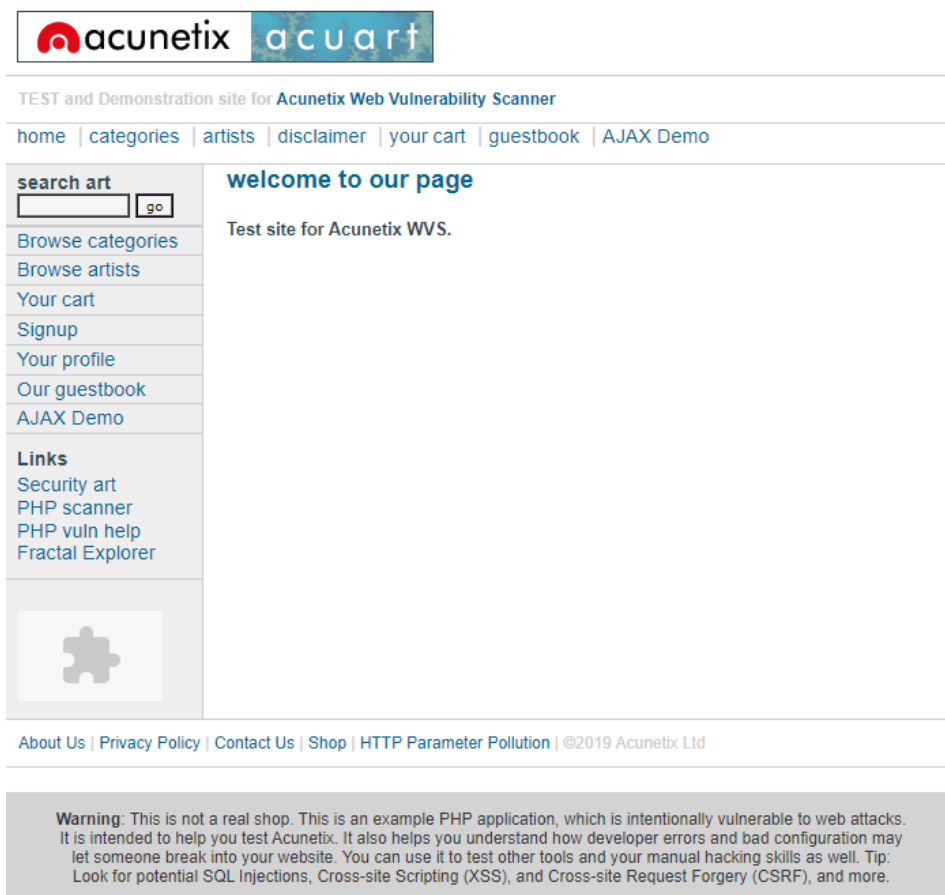 acunetix acuart
TEST and Demonstration site for Acunetix Web Vulnerability Scanner
home | categories | artists | disclaimer | your cart | guestbook | AJAX Demo
search art
go
Browse categories
Browse artists
Your cart
Signup
Your profile
Our guestbook
AJAX Demo
Links
Security art
PHP scanner
PHP vuln help
Fractal Explorer
welcome to our page
Test site for Acunetix WVS.
About Us | Privacy Policy | Contact Us | Shop | HTTP Parameter Pollution | ©2019 Acunetix Ltd
Warning: This is not a real shop. This is an example PHP application, which is intentionally vulnerable to web attacks.
It is intended to help you test Acunetix. It also helps you understand how developer errors and bad configuration may
let someone break into your website. You can use it to test other tools and your manual hacking skills as well. Tip:
Look for potential SQL Injections, Cross-site Scripting (XSS), and Cross-site Request Forgery (CSRF), and more.